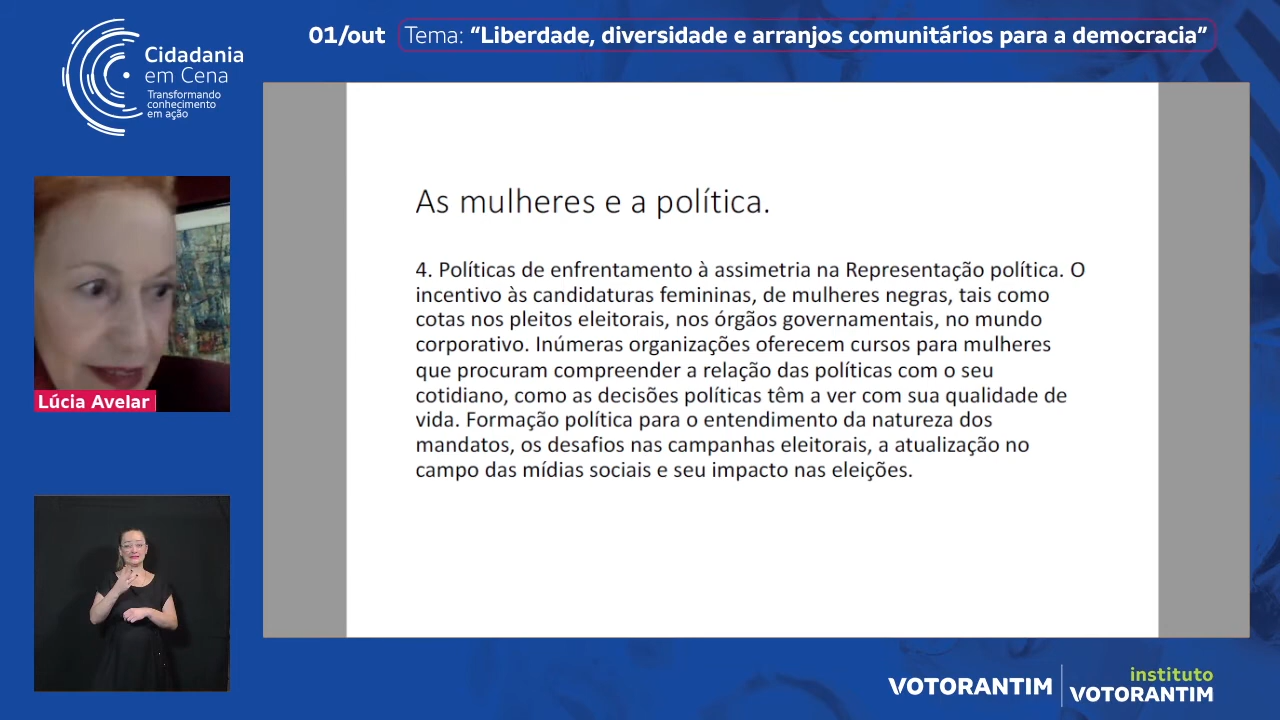 Cidadania
em Cena
Transformando
conhecimento
em ação
01/out Tema: “Liberdade, diversidade e arranjos comunitários para a democracia”
As mulheres e a política.
4. Políticas de enfrentamento à assimetria na Representação política. O
incentivo às candidaturas femininas, de mulheres negras, tais como
cotas nos pleitos eleitorais, nos órgãos governamentais, no mundo
corporativo. Inúmeras organizações oferecem cursos para mulheres
que procuram compreender a relação das políticas com o seu
cotidiano, como as decisões políticas têm a ver com sua qualidade de
vida. Formação política para o entendimento da natureza dos
mandatos, os desafios nas campanhas eleitorais, a atualização no
campo das mídias sociais e seu impacto nas eleições.
Lúcia Avelar
VOTORANTIM
instituto
VOTORANTIM